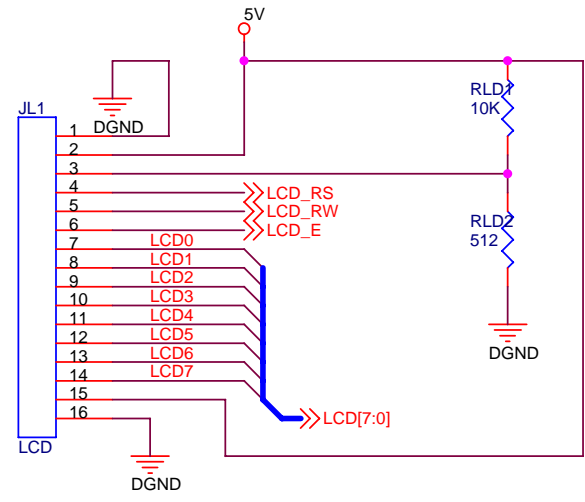 5V
RLD1
10K
JL1
DGND
1
2
3
4
LCD_RS
5
LCD_RW
6
LCD_E
RLD2
512
7
LCD0
8
LCD1
9
LCD2
10
LCD3
11
LCD4
12
LCD5
13
LCD6
14
LCD7
DGND
15
16
LCD[7:0]
LCD
DGND